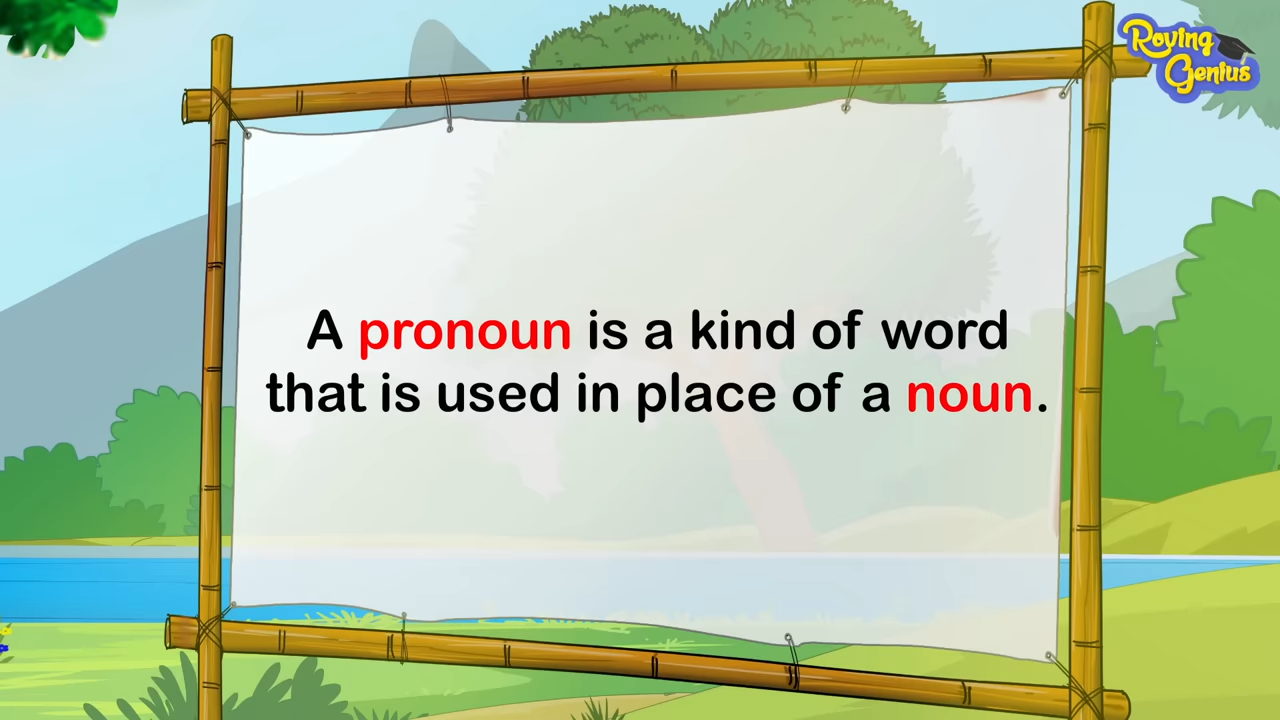 Roving
Genius
A pronoun is a kind of word
that is used in place of a noun.